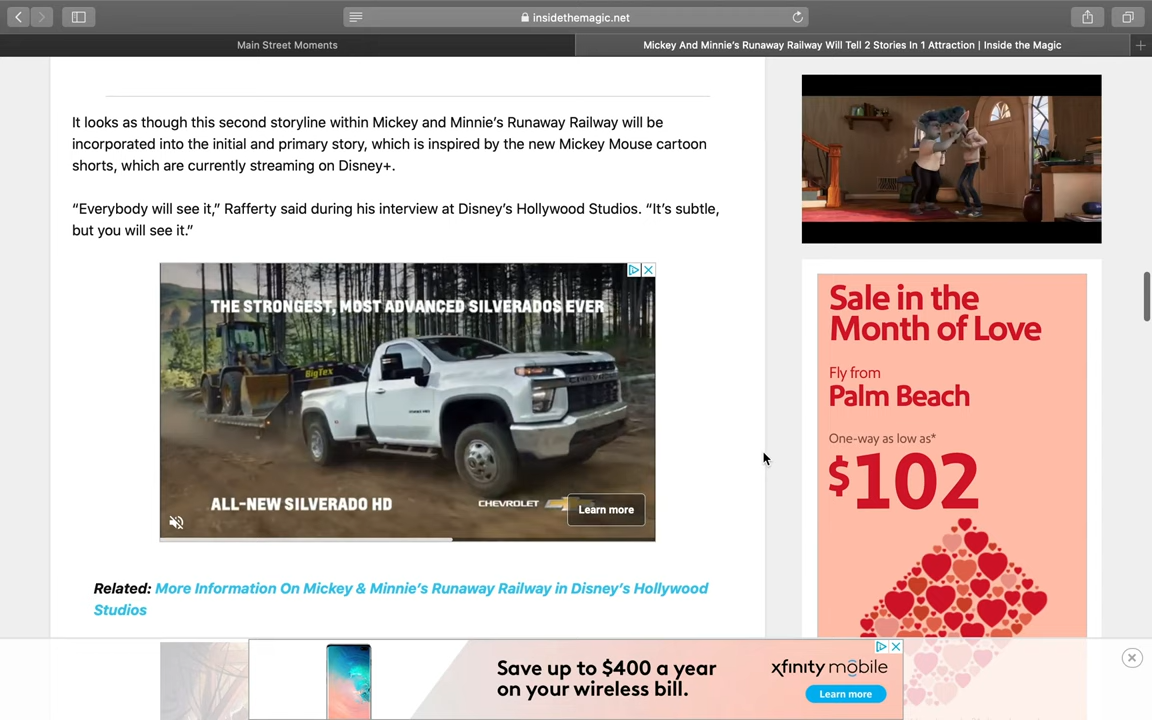 insidethemagic.net
Main Street Moments
Mickey And Minnie's Runaway Railway Will Tell 2 Stories In 1 Attraction | Inside the Magic
It looks as though this second storyline within Mickey and Minnie's Runaway Railway will be
incorporated into the initial and primary story, which is inspired by the new Mickey Mouse cartoon
shorts, which are currently streaming on Disney+.
“Everybody will see it,” Rafferty said during his interview at Disney's Hollywood Studios. “It's subtle,
but you will see it.”
THE STRONGEST, MOST ADVANCED SILVERADOS EVER
BigTex
CHEVROLET
ALL-NEW SILVERADO HD
CHEVROLET
Learn more
Related: More Information On Mickey & Minnie's Runaway Railway in Disney's Hollywood
Studios
Sale in the
Month of Love
Fly from
Palm Beach
One-way as low as*
$102
Save up to $400 a year
on your wireless bill.
xfinity mobile
Learn more